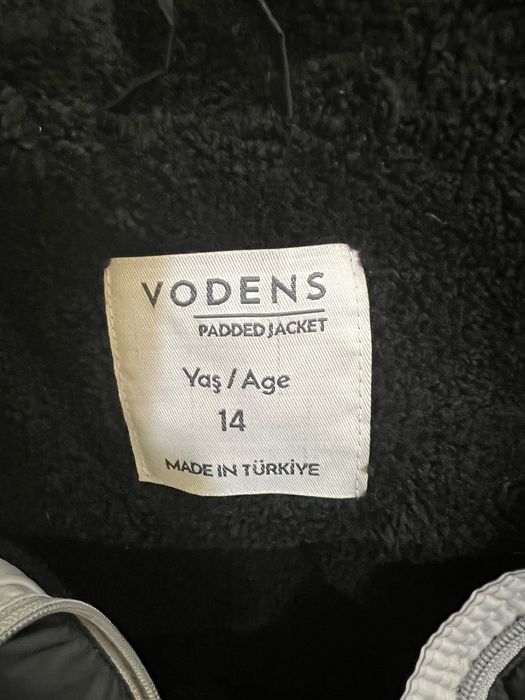 VODENS
PADDED JACKET
Yaş / Age
14
MADE IN TÜRKİYE